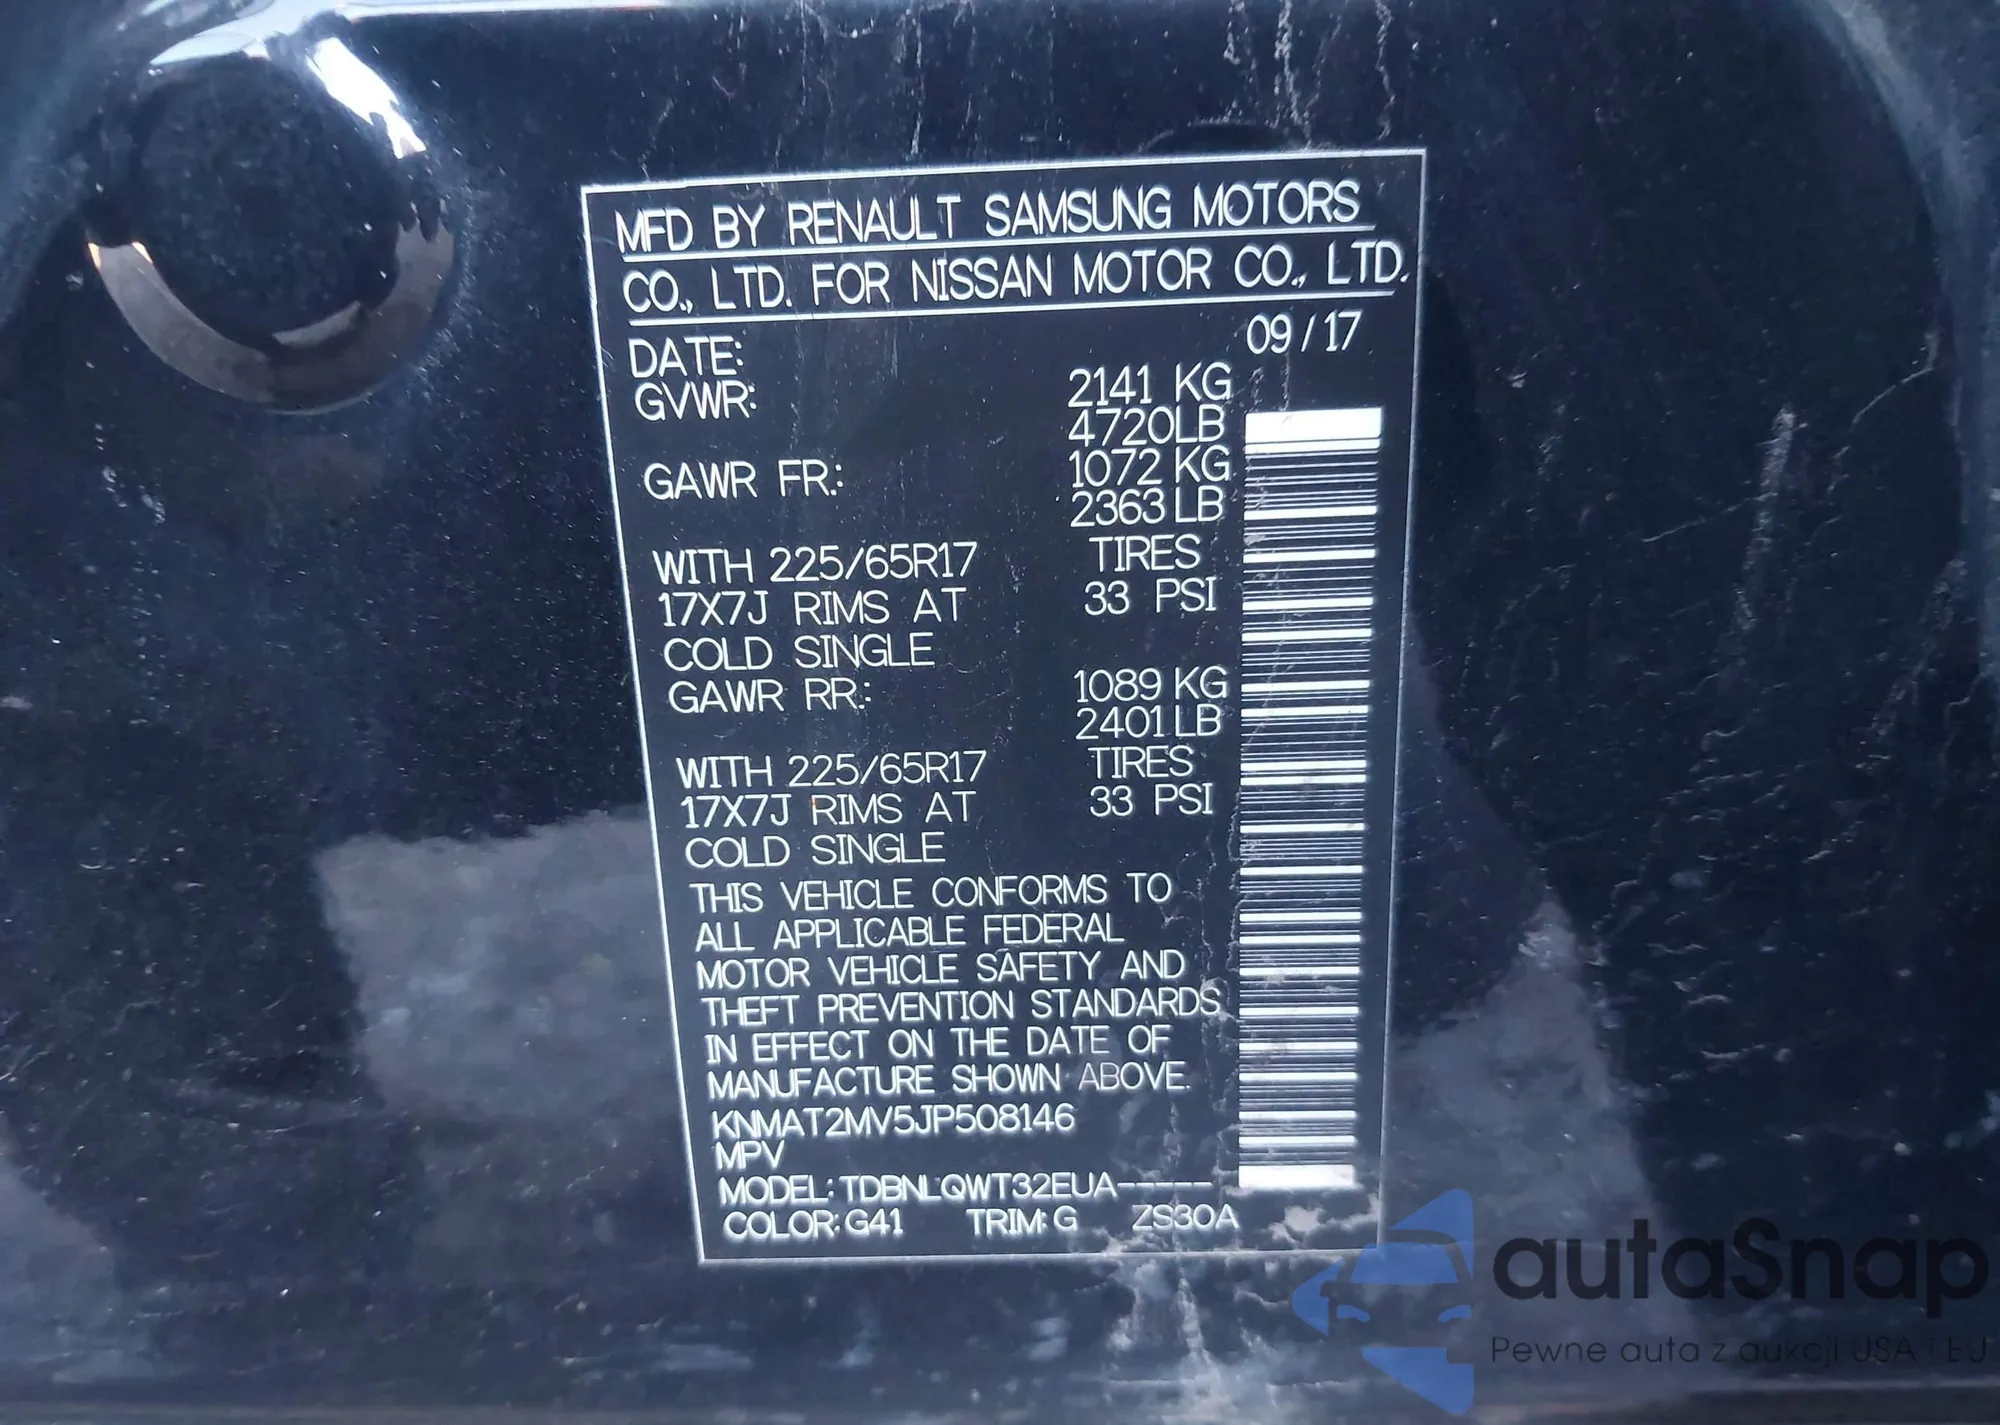 MFD BY RENAULT SAMSUNG MOTORS
CO., LTD. FOR NISSAN MOTOR CO., LTD.
DATE: 09 / 17
GVWR: 2141 KG
4720LB
GAWR FR.: 1072 KG
2363 LB
WITH 225/65R17 TIRES
17X7J RIMS AT 33 PSI
COLD SINGLE
GAWR RR.: 1089 KG
2401 LB
WITH 225/65R17 TIRES
17X7J RIMS AT 33 PSI
COLD SINGLE
THIS VEHICLE CONFORMS TO
ALL APPLICABLE FEDERAL
MOTOR VEHICLE SAFETY AND
THEFT PREVENTION STANDARDS
IN EFFECT ON THE DATE OF
MANUFACTURE SHOWN ABOVE.
KNMAT2MV5JP508146
MPV
MODEL: TDBNLQWT32EUA-----
COLOR: G41 TRIM: G ZS30A
autaSnap
Pewne auta z aukcji USA i EU